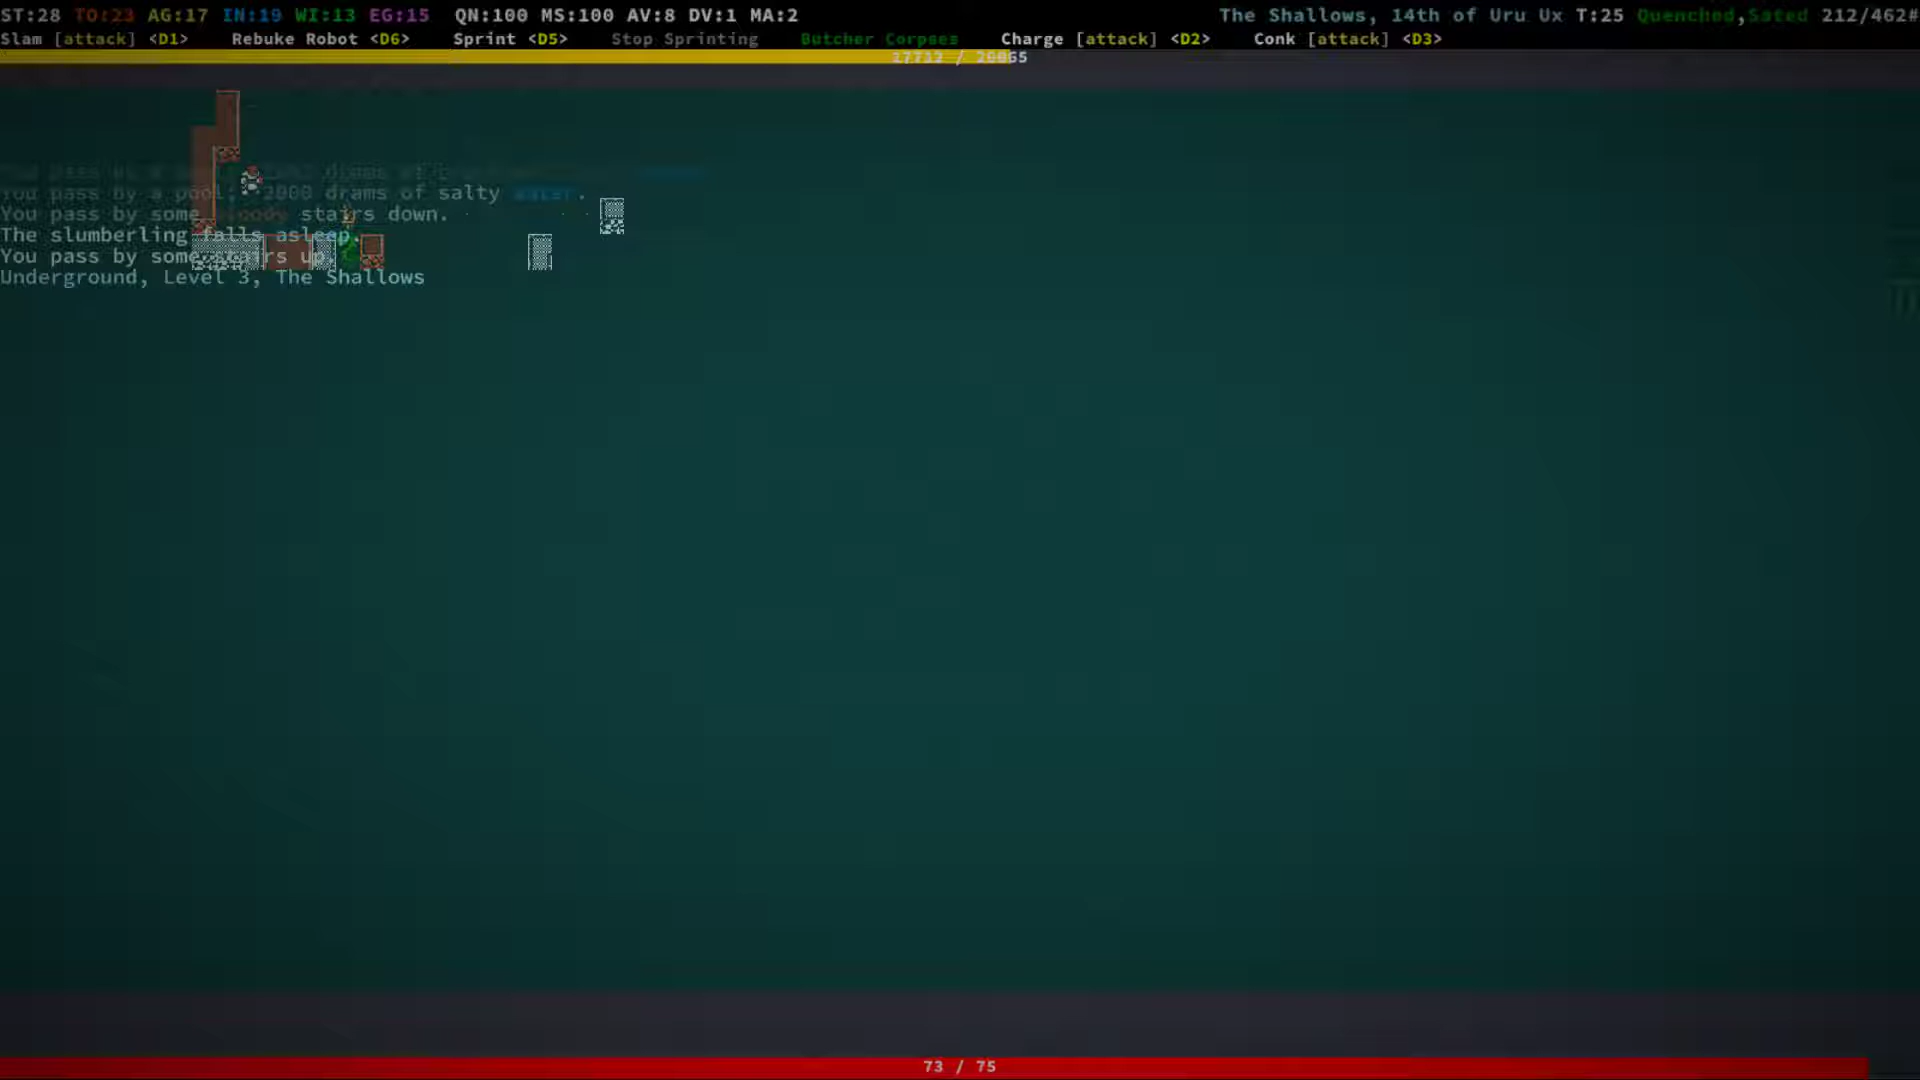 ST:28 TO:23 AG:17 IN:19 WI:13 EG:15 QN:100 MS:100 AV:8 DV:1 MA:2 The Shallows, 14th of Uru Ux T:25 Quenched,Sated 212/462#
Slam [attack] <D1> Rebuke Robot <D6> Sprint <D5> Stop Sprinting Butcher Corpses Charge [attack] <D2> Conk [attack] <D3>
You pass by a pool, 2000 drams of salty water.
You pass by some bloody stairs down.
The slumberling falls asleep.
You pass by some stairs up.
Underground, Level 3, The Shallows
73 / 75